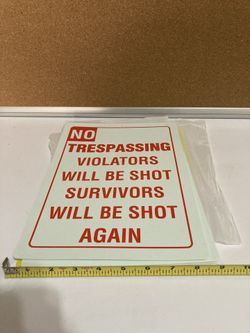 NO
TRESPASSING
VIOLATORS
WILL BE SHOT
SURVIVORS
WILL BE SHOT
AGAIN